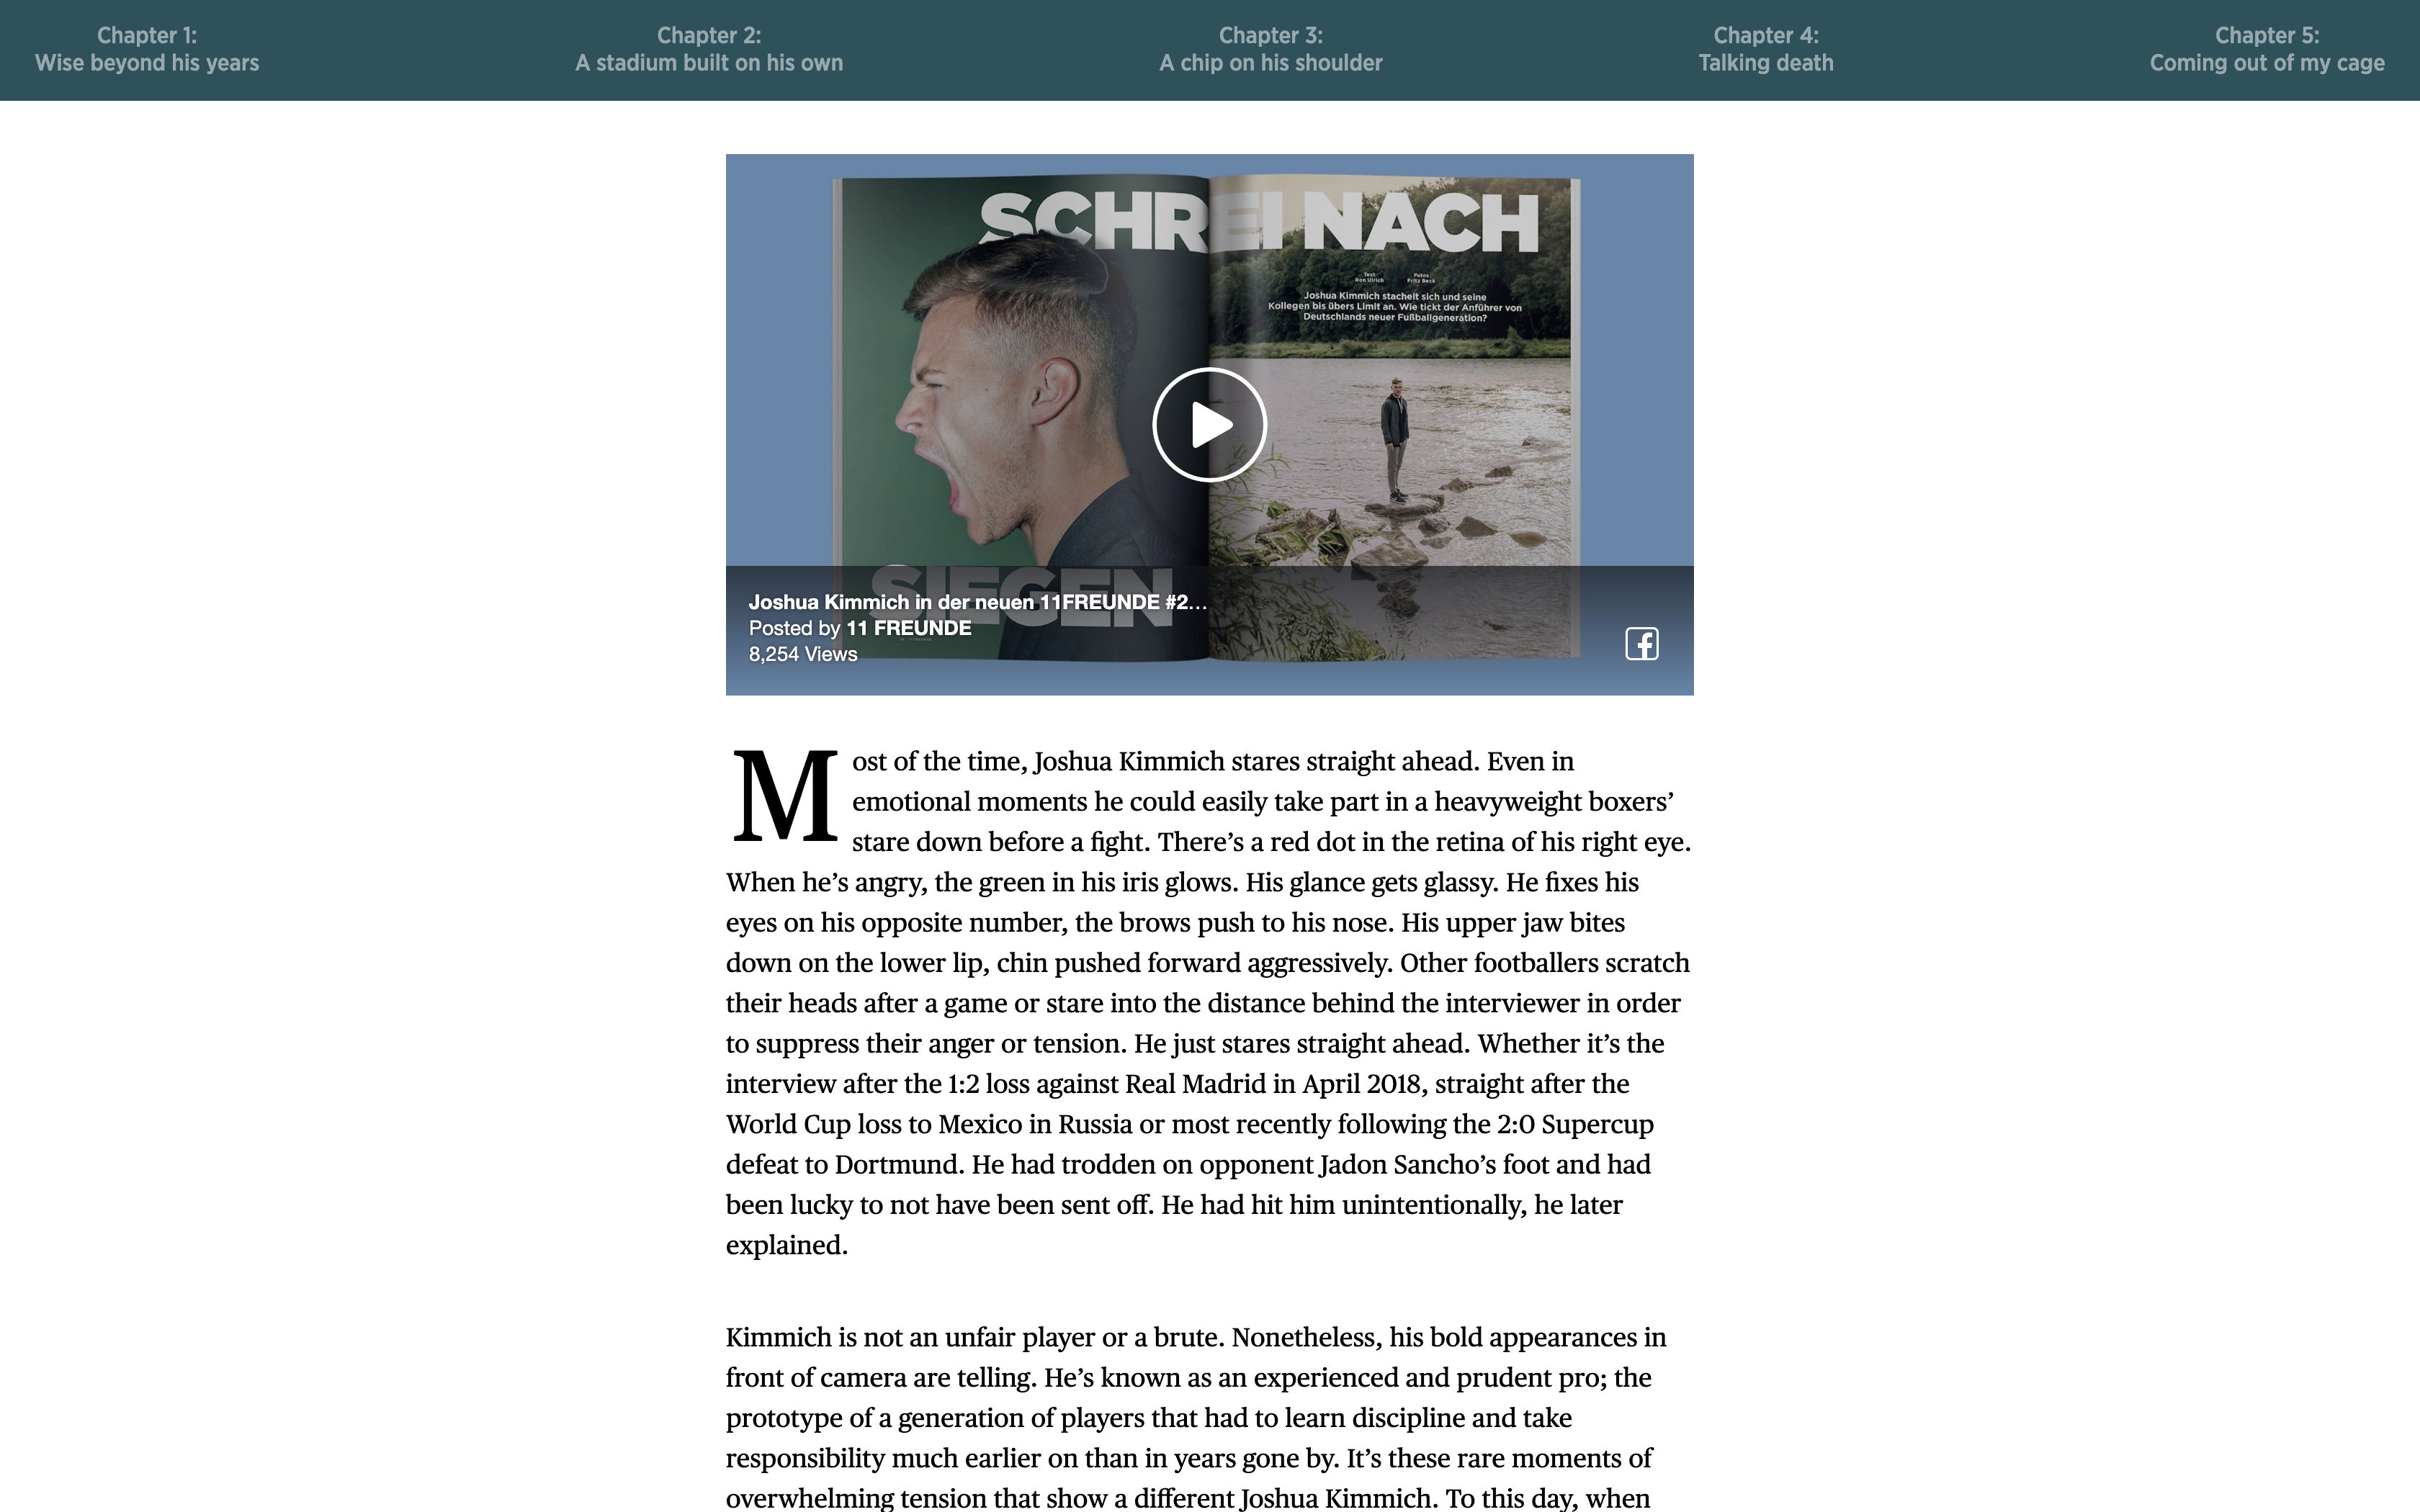 Chapter 1:
Wise beyond his years
Chapter 2:
A stadium built on his own
Chapter 3:
A chip on his shoulder
Chapter 4:
Talking death
Chapter 5:
Coming out of my cage
SCHREI NACH
Text
Ron Ulrich
Fotos
Fritz Beck
Joshua Kimmich stachelt sich und seine
Kollegen bis übers Limit an. Wie tickt der Anführer von
Deutschlands neuer Fußballgeneration?
SIEGEN
Joshua Kimmich in der neuen 11FREUNDE #2...
Posted by 11 FREUNDE
8,254 Views
Most of the time, Joshua Kimmich stares straight ahead. Even in
emotional moments he could easily take part in a heavyweight boxers’
stare down before a fight. There’s a red dot in the retina of his right eye.
When he’s angry, the green in his iris glows. His glance gets glassy. He fixes his
eyes on his opposite number, the brows push to his nose. His upper jaw bites
down on the lower lip, chin pushed forward aggressively. Other footballers scratch
their heads after a game or stare into the distance behind the interviewer in order
to suppress their anger or tension. He just stares straight ahead. Whether it’s the
interview after the 1:2 loss against Real Madrid in April 2018, straight after the
World Cup loss to Mexico in Russia or most recently following the 2:0 Supercup
defeat to Dortmund. He had trodden on opponent Jadon Sancho’s foot and had
been lucky to not have been sent off. He had hit him unintentionally, he later
explained.
Kimmich is not an unfair player or a brute. Nonetheless, his bold appearances in
front of camera are telling. He’s known as an experienced and prudent pro; the
prototype of a generation of players that had to learn discipline and take
responsibility much earlier on than in years gone by. It’s these rare moments of
overwhelming tension that show a different Joshua Kimmich. To this day, when